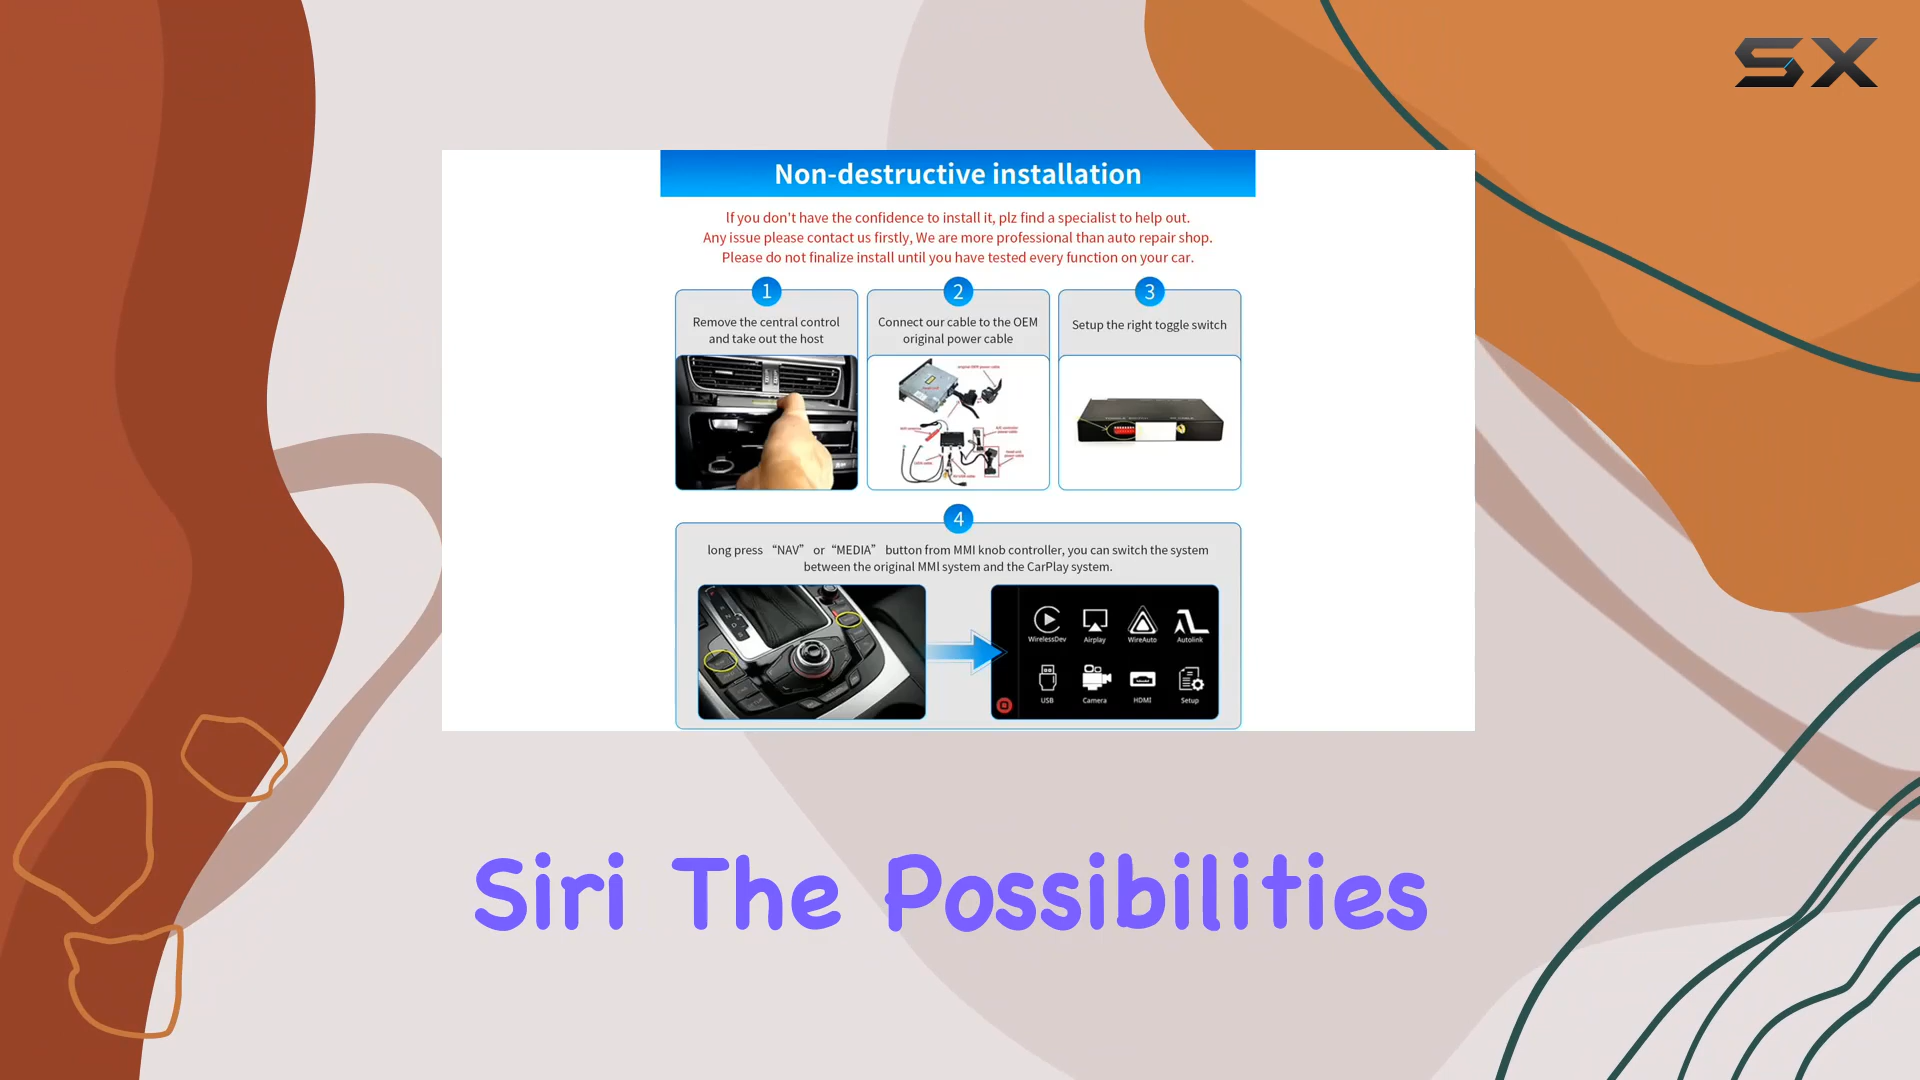 SX
Non-destructive installation
If you don't have the confidence to install it, plz find a specialist to help out.
Any issue please contact us firstly, We are more professional than auto repair shop.
Please do not finalize install until you have tested every function on your car.
1
Remove the central control
and take out the host
2
Connect our cable to the OEM
original power cable
3
Setup the right toggle switch
4
long press “NAV” or “MEDIA” button from MMI knob controller, you can switch the system
between the original MMI system and the CarPlay system.
WirelessDev
Airplay
WireAuto
Autolink
USB
Camera
HDMI
Setup
Siri The Possibilities